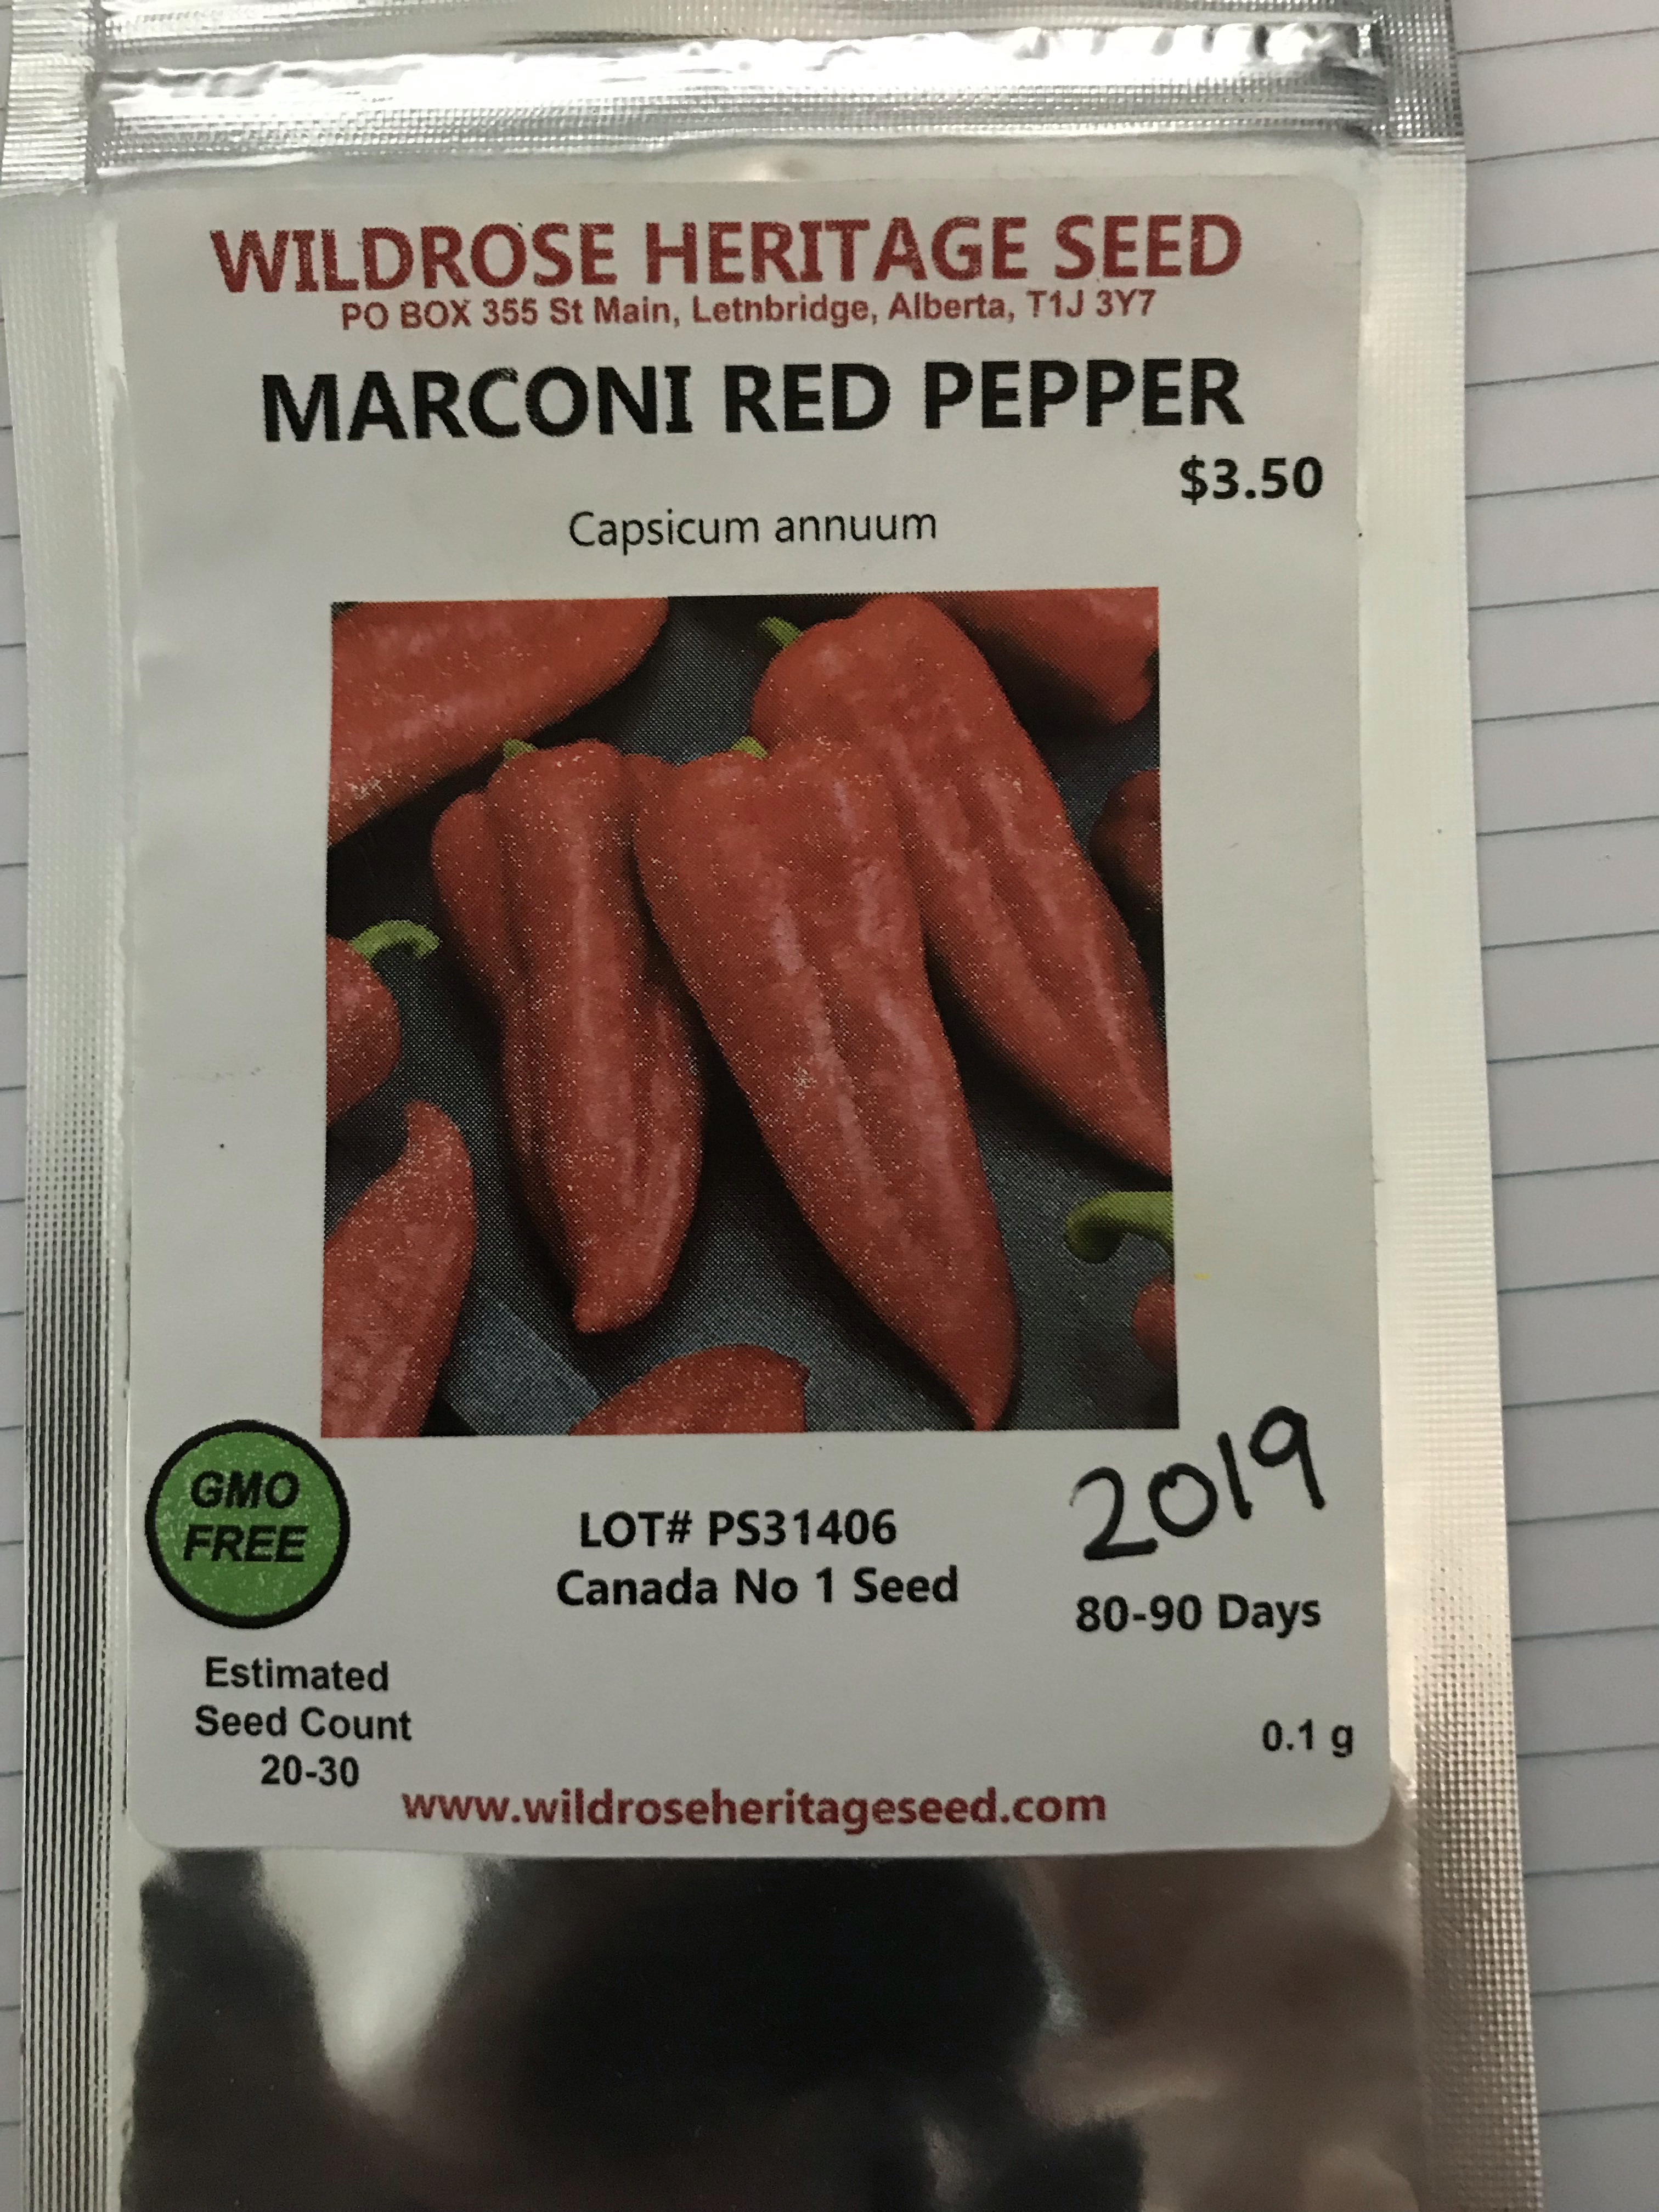 WILDROSE HERITAGE SEED
PO BOX 355 St Main, Letnbridge, Alberta, T1J 3Y7
MARCONI RED PEPPER
$3.50
Capsicum annuum
GMO
FREE
LOT# PS31406
Canada No 1 Seed
2019
80-90 Days
Estimated
Seed Count
20-30
0.1 g
www.wildroseheritageseed.com